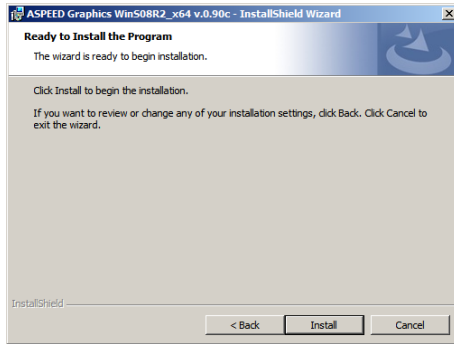 ASPEED Graphics WinS08R2_x64 v.0.90c - InstallShield Wizard
Ready to Install the Program
The wizard is ready to begin installation.
Click Install to begin the installation.
If you want to review or change any of your installation settings, click Back. Click Cancel to
exit the wizard.
InstallShield
< Back Install Cancel